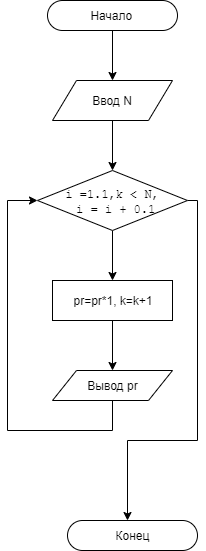 Начало
Ввод N
i =1.1,k < N,
i = i + 0.1
pr=pr*1, k=k+1
Вывод pr
Конец